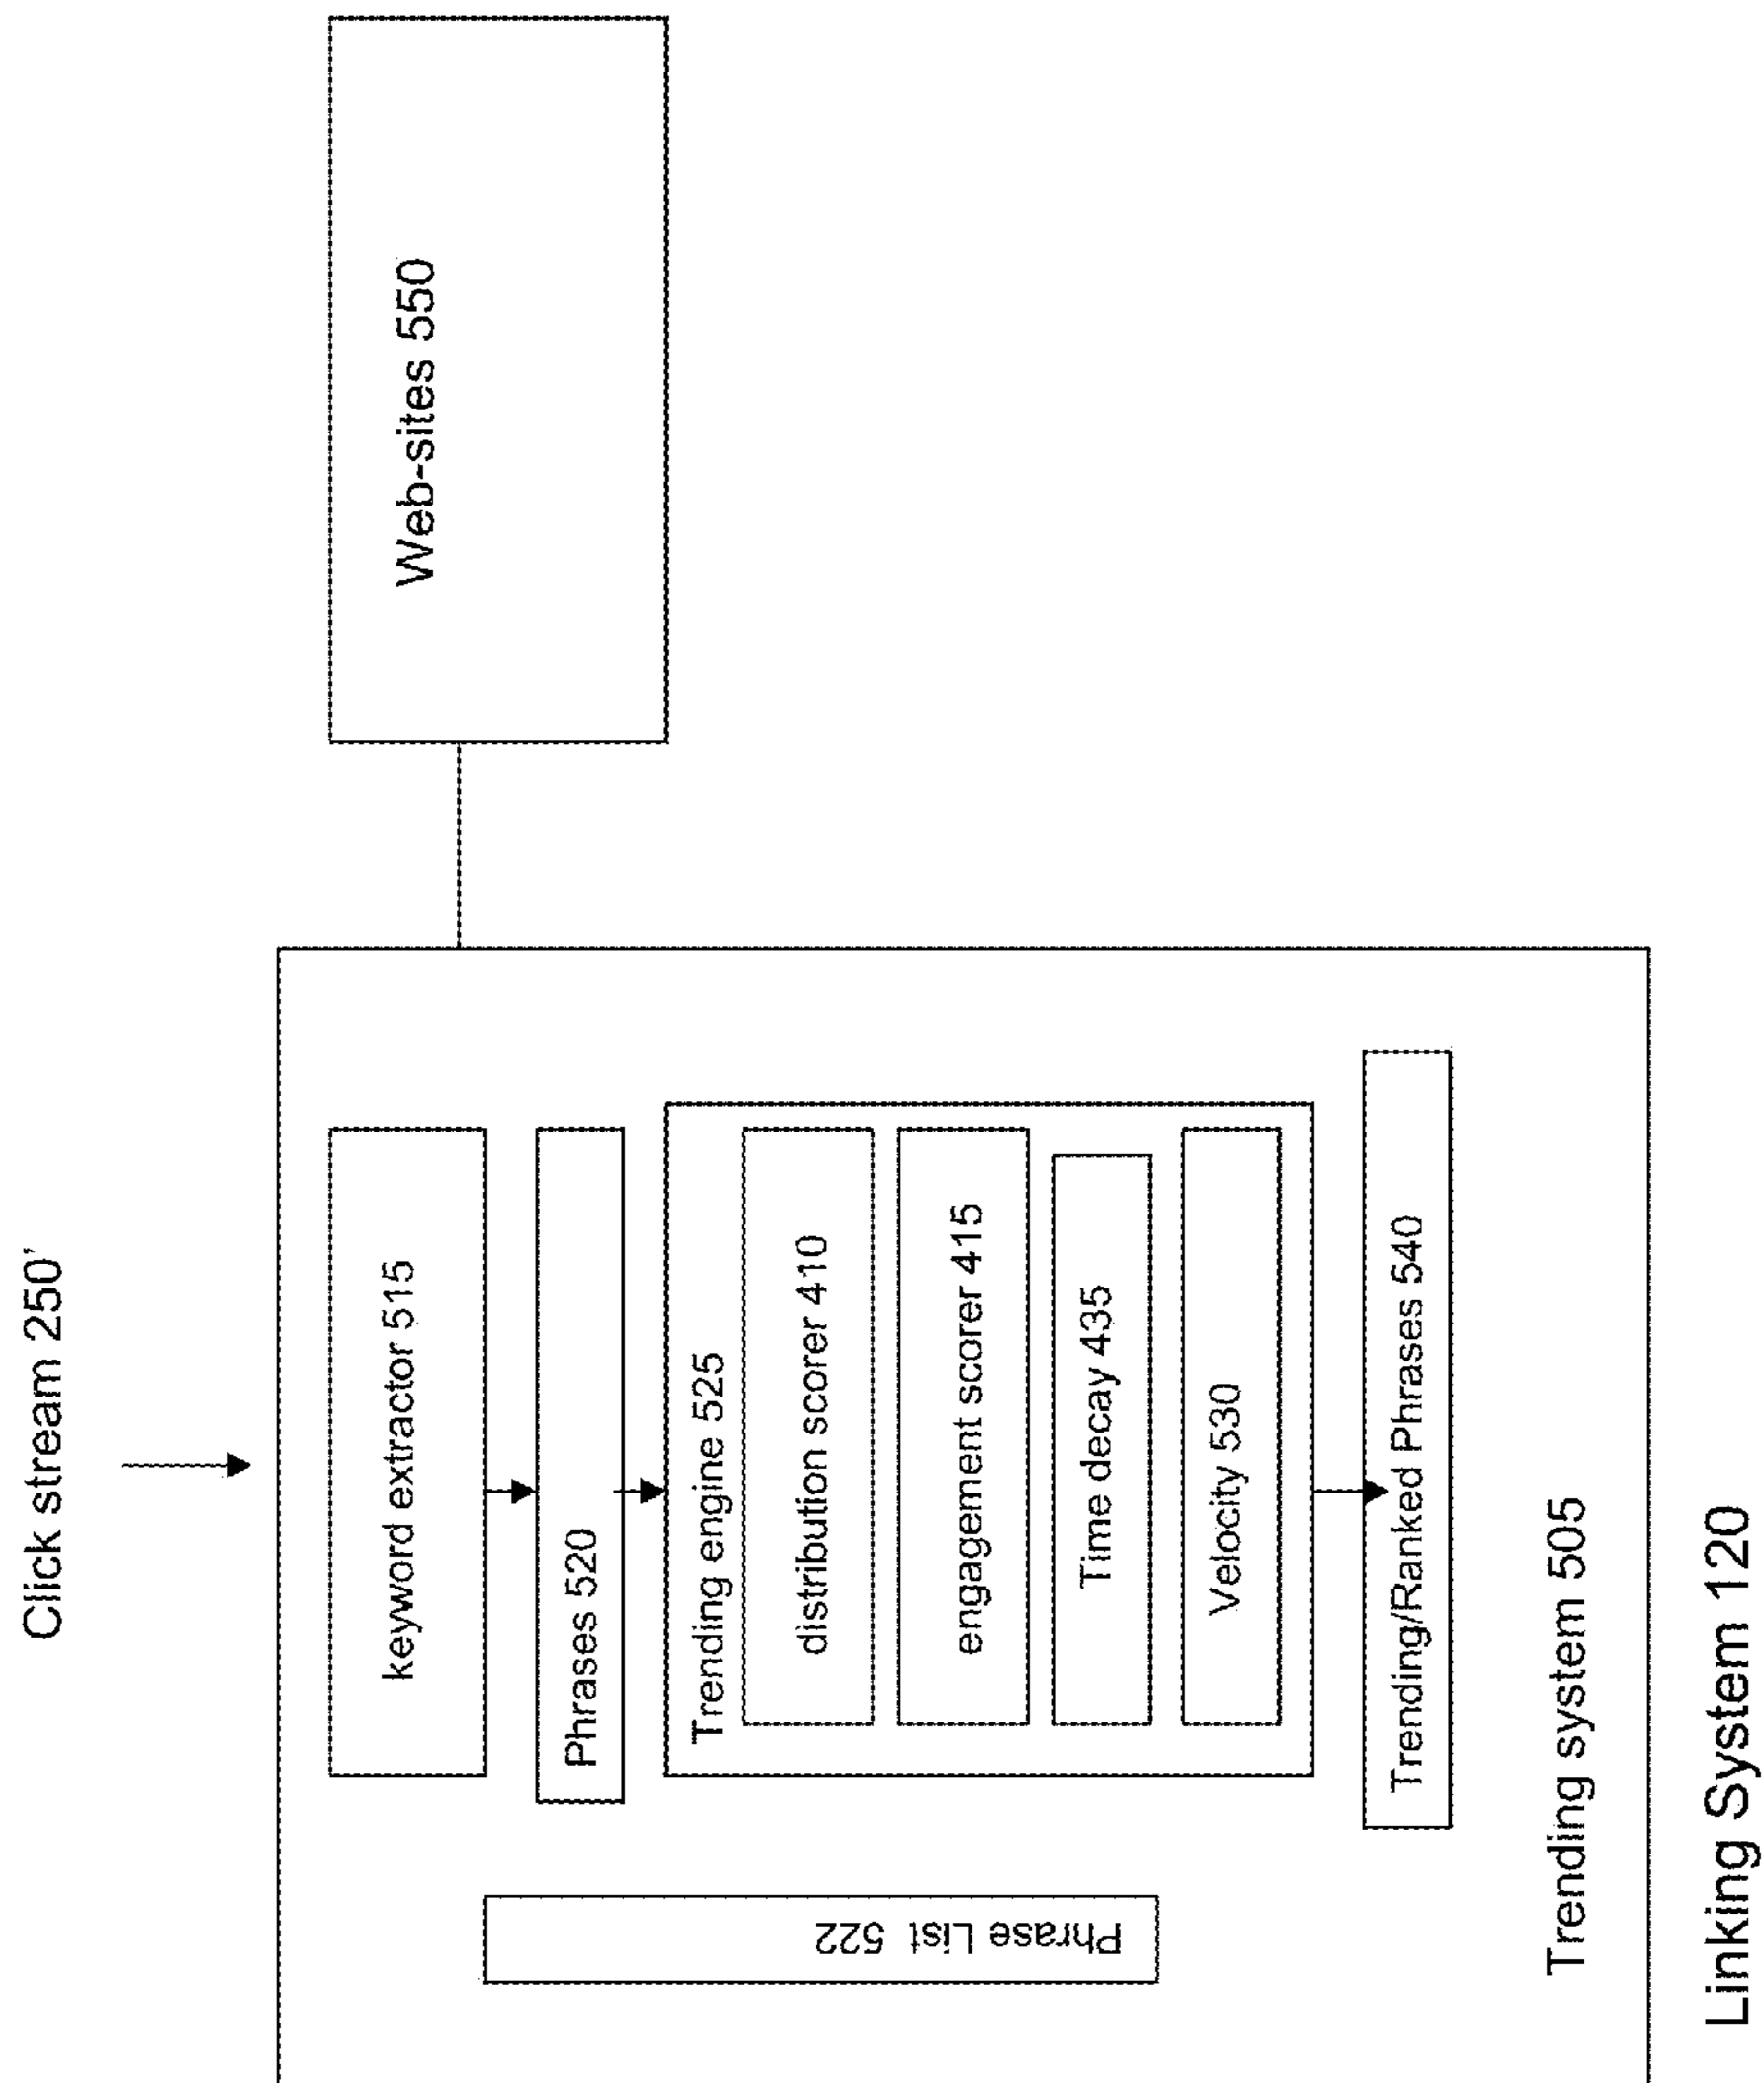 Click stream 250'
keyword extractor 515
Phrases 520
Phrase List 522
Trending engine 525
distribution scorer 410
engagement scorer 415
Time decay 435
Velocity 530
Trending/Ranked Phrases 540
Trending system 505
Web-sites 550
Linking System 120